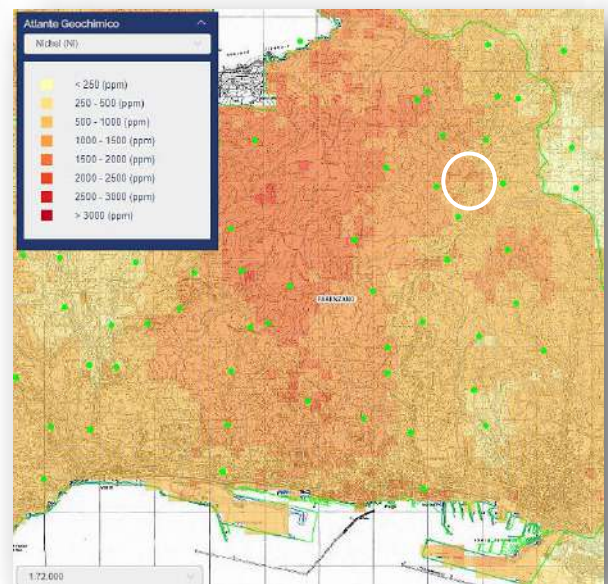 Atlante Geochimico
Nichel (Ni)
< 250 (ppm)
250 - 500 (ppm)
500 - 1000 (ppm)
1000 - 1500 (ppm)
1500 - 2000 (ppm)
2000 - 2500 (ppm)
2500 - 3000 (ppm)
> 3000 (ppm)
1:72.000